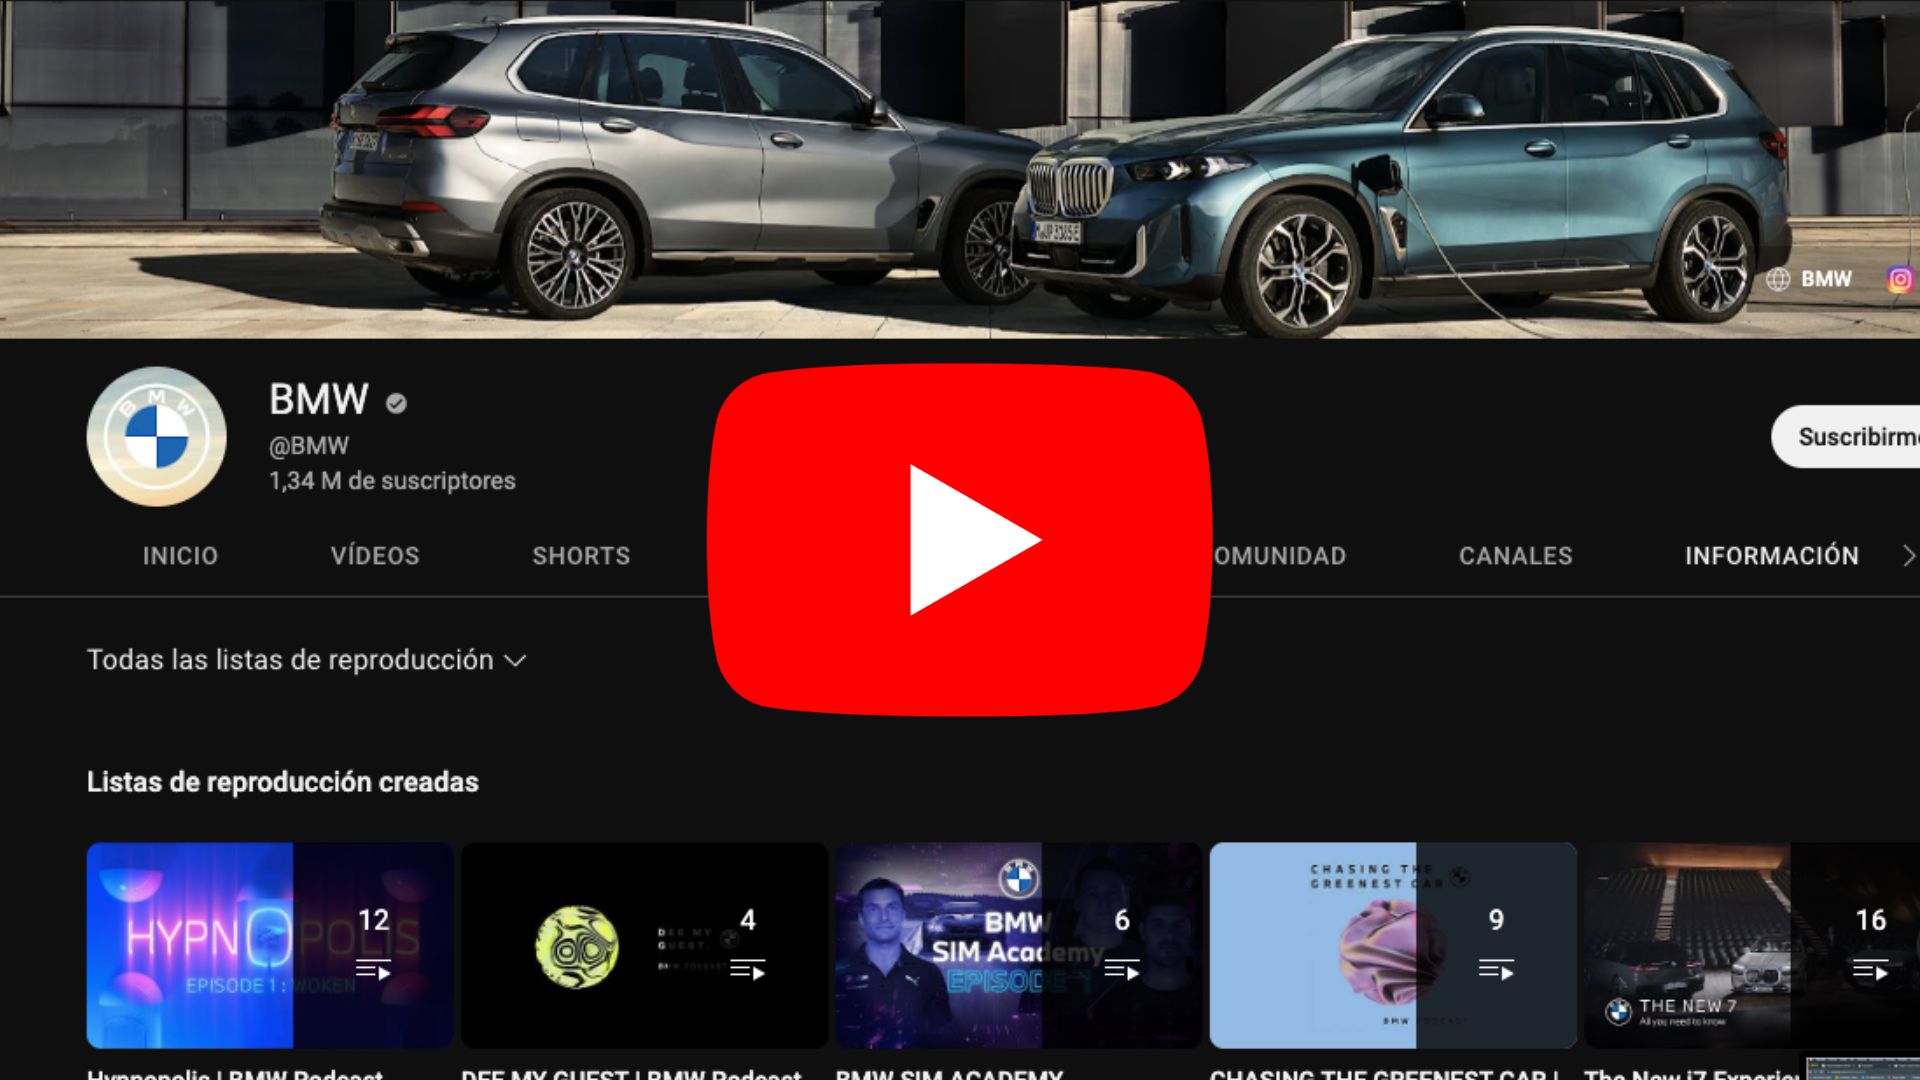 BMW
BMW
@BMW
1,34 M de suscriptores
Suscribirme
INICIO
VÍDEOS
SHORTS
OMUNIDAD
CANALES
INFORMACIÓN
Todas las listas de reproducción
Listas de reproducción creadas
HYPNOPOLIS
EPISODE 1 : WOKEN
12
DEE MY
GUEST.
BMW PODCAST
4
BMW
SIM Academy
EPISODE 1
6
CHASING THE
GREENEST CAR
BMW PODCAST
9
THE NEW 7
All you need to know
16
Hypnopolis | BMW Podcast
DEE MY GUEST | BMW Podcast
BMW SIM ACADEMY
CHASING THE GREENEST CAR |
The New i7 Experie